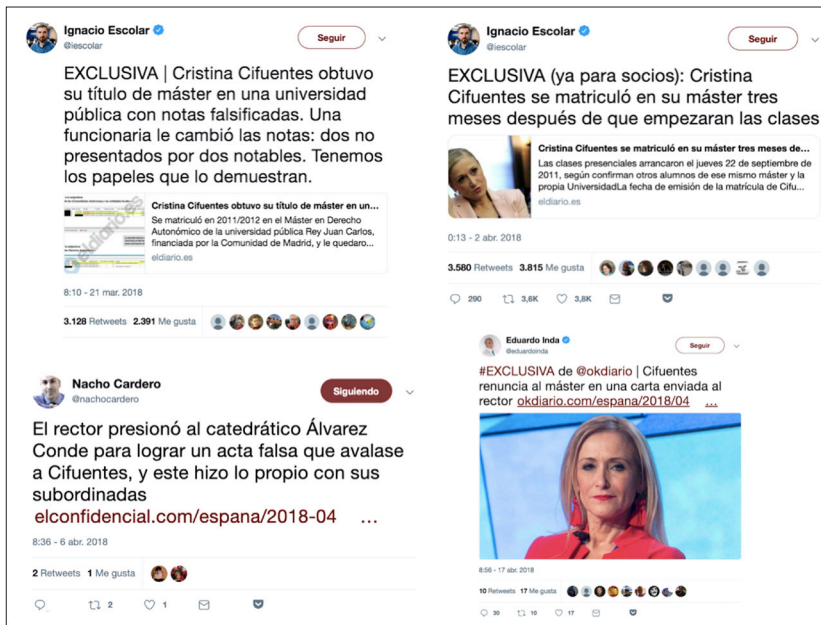 Ignacio Escolar
@iescolar
Seguir
EXCLUSIVA | Cristina Cifuentes obtuvo
su título de máster en una universidad
pública con notas falsificadas. Una
funcionaria le cambió las notas: dos no
presentados por dos notables. Tenemos
los papeles que lo demuestran.
eldiario.es
Cristina Cifuentes obtuvo su título de máster en un...
Se matriculó en 2011/2012 en el Máster en Derecho
Autonómico de la universidad pública Rey Juan Carlos,
financiada por la Comunidad de Madrid, y le quedaro...
eldiario.es
8:10 - 21 mar. 2018
3.128 Retweets 2.391 Me gusta
Nacho Cardero
@nachocardero
Siguiendo
El rector presionó al catedrático Álvarez
Conde para lograr un acta falsa que avalase
a Cifuentes, y este hizo lo propio con sus
subordinadas
elconfidencial.com/espana/2018-04 ...
8:36 - 6 abr. 2018
2 Retweets 1 Me gusta
2 1
Ignacio Escolar
@iescolar
Seguir
EXCLUSIVA (ya para socios): Cristina
Cifuentes se matriculó en su máster tres
meses después de que empezaran las clases
Cristina Cifuentes se matriculó en su máster tres meses de...
Las clases presenciales arrancaron el jueves 22 de septiembre de
2011, según confirman otros alumnos de ese mismo máster y la
propia UniversidadLa fecha de emisión de la matrícula de Cifu...
eldiario.es
0:13 - 2 abr. 2018
3.580 Retweets 3.815 Me gusta
290 3,6K 3,8K
Eduardo Inda
@eduardoinda
Seguir
#EXCLUSIVA de @okdiario | Cifuentes
renuncia al máster en una carta enviada al
rector okdiario.com/espana/2018/04 ...
8:56 - 17 abr. 2018
10 Retweets 17 Me gusta
30 10 17